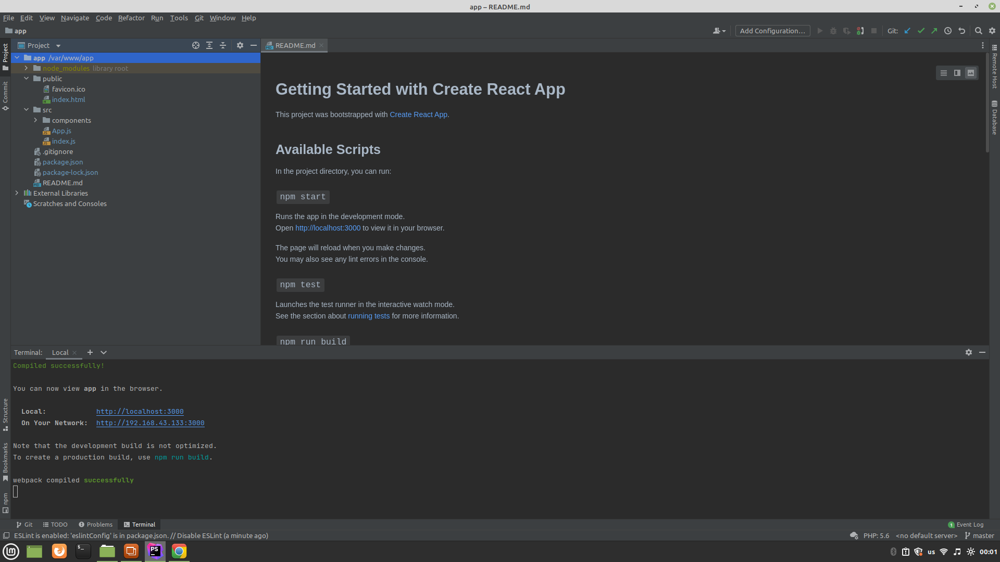 app – README.md
File Edit View Navigate Code Refactor Run Tools Git Window Help
app
Add Configuration...
Git:
Project
README.md
app /var/www/app
node_modules library root
public
favicon.ico
index.html
src
components
App.js
index.js
.gitignore
package.json
package-lock.json
README.md
External Libraries
Scratches and Consoles
Project
Commit
Structure
Bookmarks
npm
Getting Started with Create React App
This project was bootstrapped with Create React App.
Available Scripts
In the project directory, you can run:
npm start
Runs the app in the development mode.
Open http://localhost:3000 to view it in your browser.
The page will reload when you make changes.
You may also see any lint errors in the console.
npm test
Launches the test runner in the interactive watch mode.
See the section about running tests for more information.
npm run build
Remote Host
Database
Terminal: Local
Compiled successfully!
You can now view app in the browser.
Local: http://localhost:3000
On Your Network: http://192.168.43.133:3000
Note that the development build is not optimized.
To create a production build, use npm run build.
webpack compiled successfully
Git TODO Problems Terminal
1 Event Log
ESLint is enabled: 'eslintConfig' is in package.json. // Disable ESLint (a minute ago)
PHP: 5.6 <no default server> master
PS
us
00:01